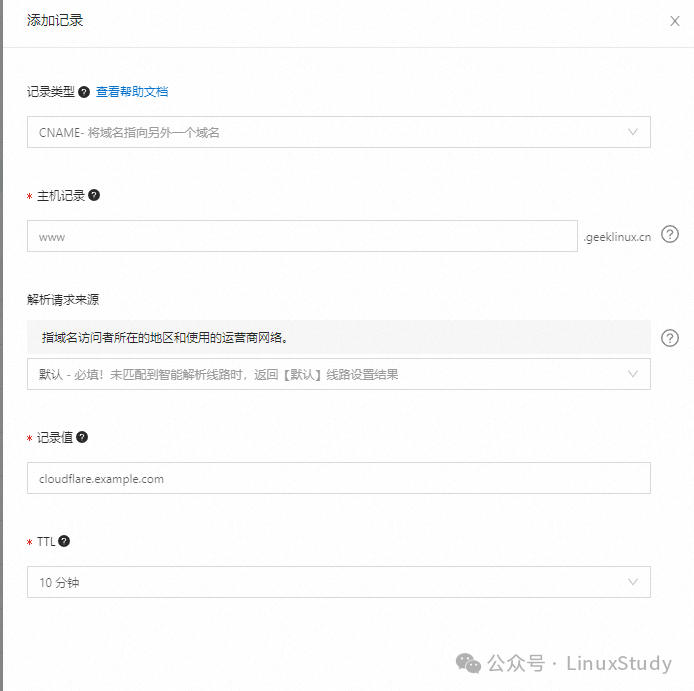 添加记录
记录类型 查看帮助文档
CNAME- 将域名指向另外一个域名
* 主机记录
www .geeklinux.cn
解析请求来源
指域名访问者所在的地区和使用的运营商网络。
默认 - 必填！未匹配到智能解析线路时，返回【默认】线路设置结果
* 记录值
cloudflare.example.com
* TTL
10 分钟
公众号 · LinuxStudy